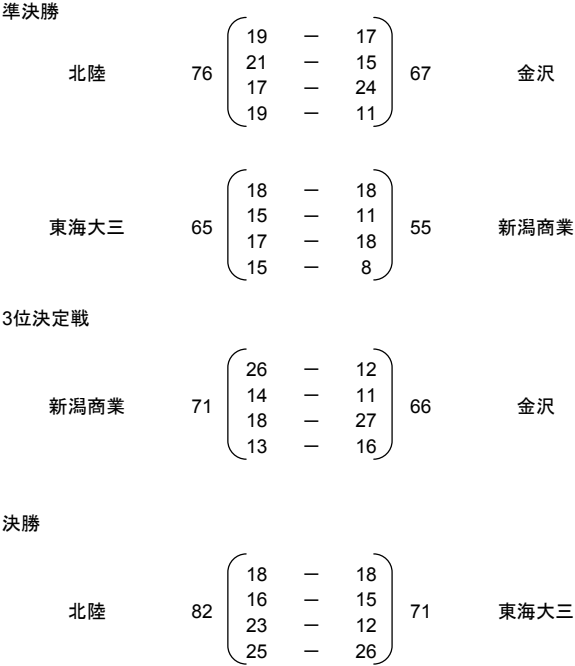 準決勝
19 － 17
21 － 15
北陸 76 67 金沢
17 － 24
19 － 11
18 － 18
15 － 11
東海大三 65 55 新潟商業
17 － 18
15 － 8
3位決定戦
26 － 12
14 － 11
新潟商業 71 66 金沢
18 － 27
13 － 16
決勝
18 － 18
16 － 15
北陸 82 71 東海大三
23 － 12
25 － 26